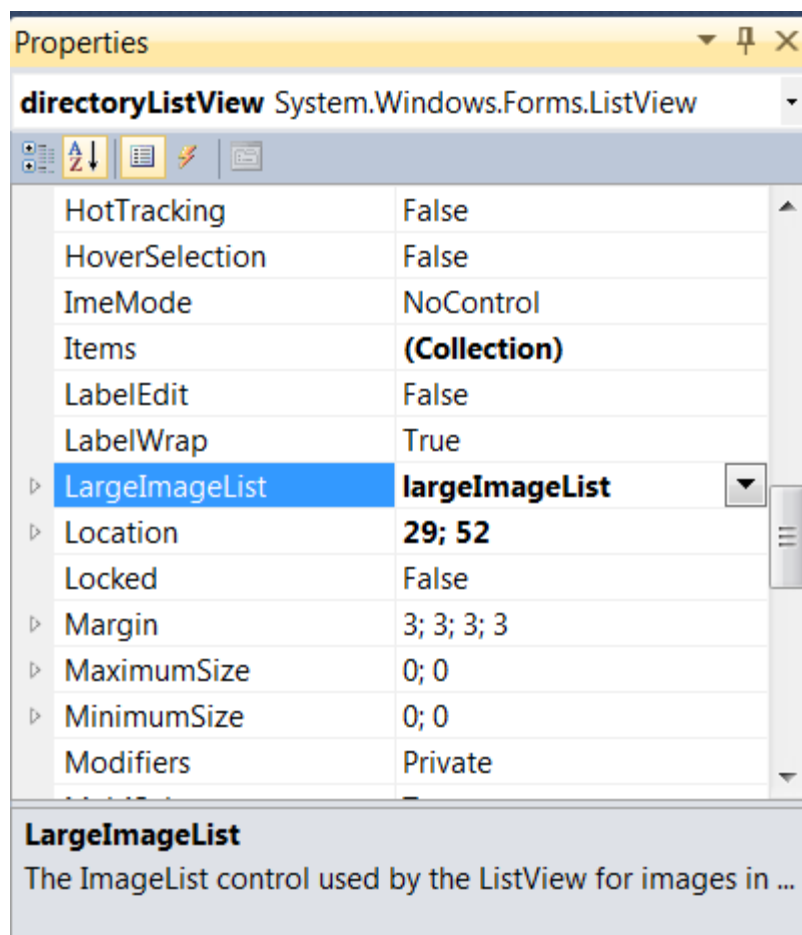 Properties
directoryListView System.Windows.Forms.ListView
HotTracking False
HoverSelection False
ImeMode NoControl
Items (Collection)
LabelEdit False
LabelWrap True
LargeImageList largeImageList
Location 29; 52
Locked False
Margin 3; 3; 3; 3
MaximumSize 0; 0
MinimumSize 0; 0
Modifiers Private
LargeImageList
The ImageList control used by the ListView for images in ...